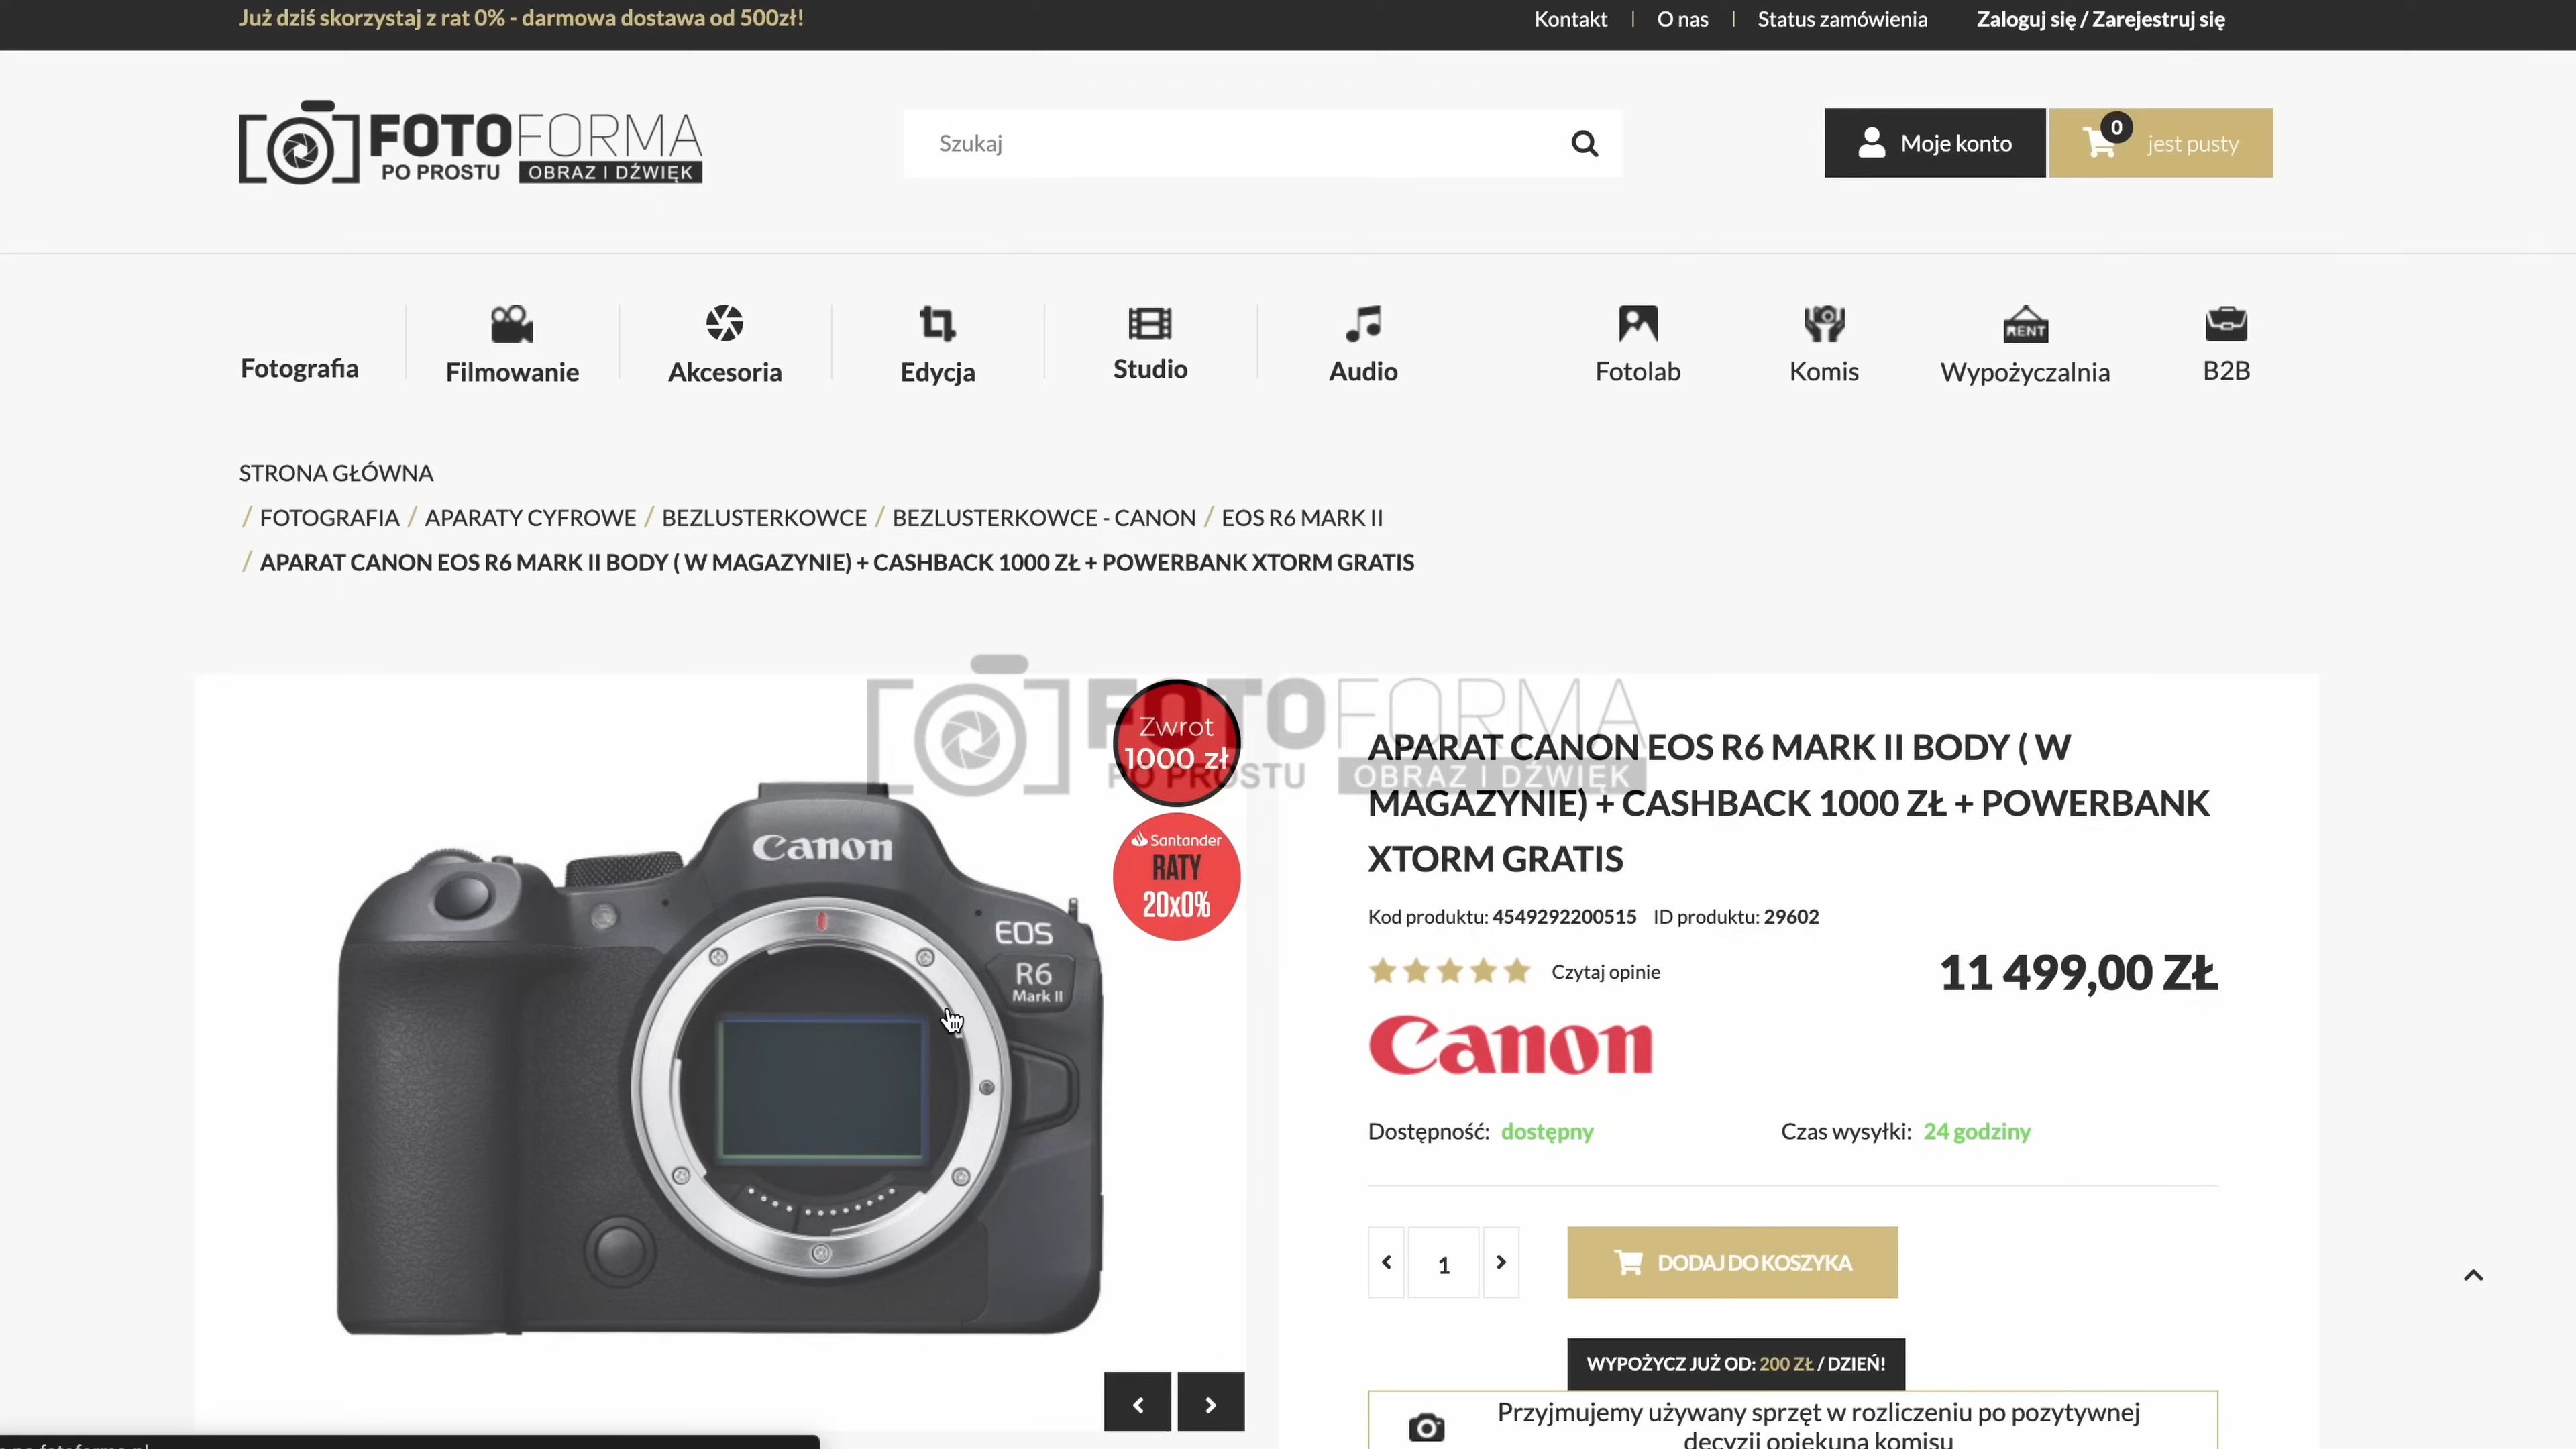 Już dziś skorzystaj z rat 0% - darmowa dostawa od 500zł!
Kontakt
O nas
Status zamówienia
Zaloguj się / Zarejestruj się
FOTOFORMA
PO PROSTU OBRAZ I DŹWIĘK
Szukaj
Moje konto
0
jest pusty
Fotografia
Filmowanie
Akcesoria
Edycja
Studio
Audio
Fotolab
Komis
RENT
Wypożyczalnia
B2B
STRONA GŁÓWNA
/ FOTOGRAFIA / APARATY CYFROWE / BEZLUSTERKOWCE / BEZLUSTERKOWCE - CANON / EOS R6 MARK II
/ APARAT CANON EOS R6 MARK II BODY ( W MAGAZYNIE) + CASHBACK 1000 ZŁ + POWERBANK XTORM GRATIS
FOTOFORMA
PO PROSTU OBRAZ I DŹWIĘK
Zwrot
1000 zł
Santander
RATY
20x0%
Canon
EOS
R6
Mark II
APARAT CANON EOS R6 MARK II BODY ( W
MAGAZYNIE) + CASHBACK 1000 ZŁ + POWERBANK
XTORM GRATIS
Kod produktu: 4549292200515 ID produktu: 29602
Czytaj opinie
11 499,00 ZŁ
Canon
Dostępność: dostępny
Czas wysyłki: 24 godziny
1
DODAJ DO KOSZYKA
WYPOŻYCZ JUŻ OD: 200 ZŁ / DZIEŃ!
Przyjmujemy używany sprzęt w rozliczeniu po pozytywnej
decyzji opiekuna komisu